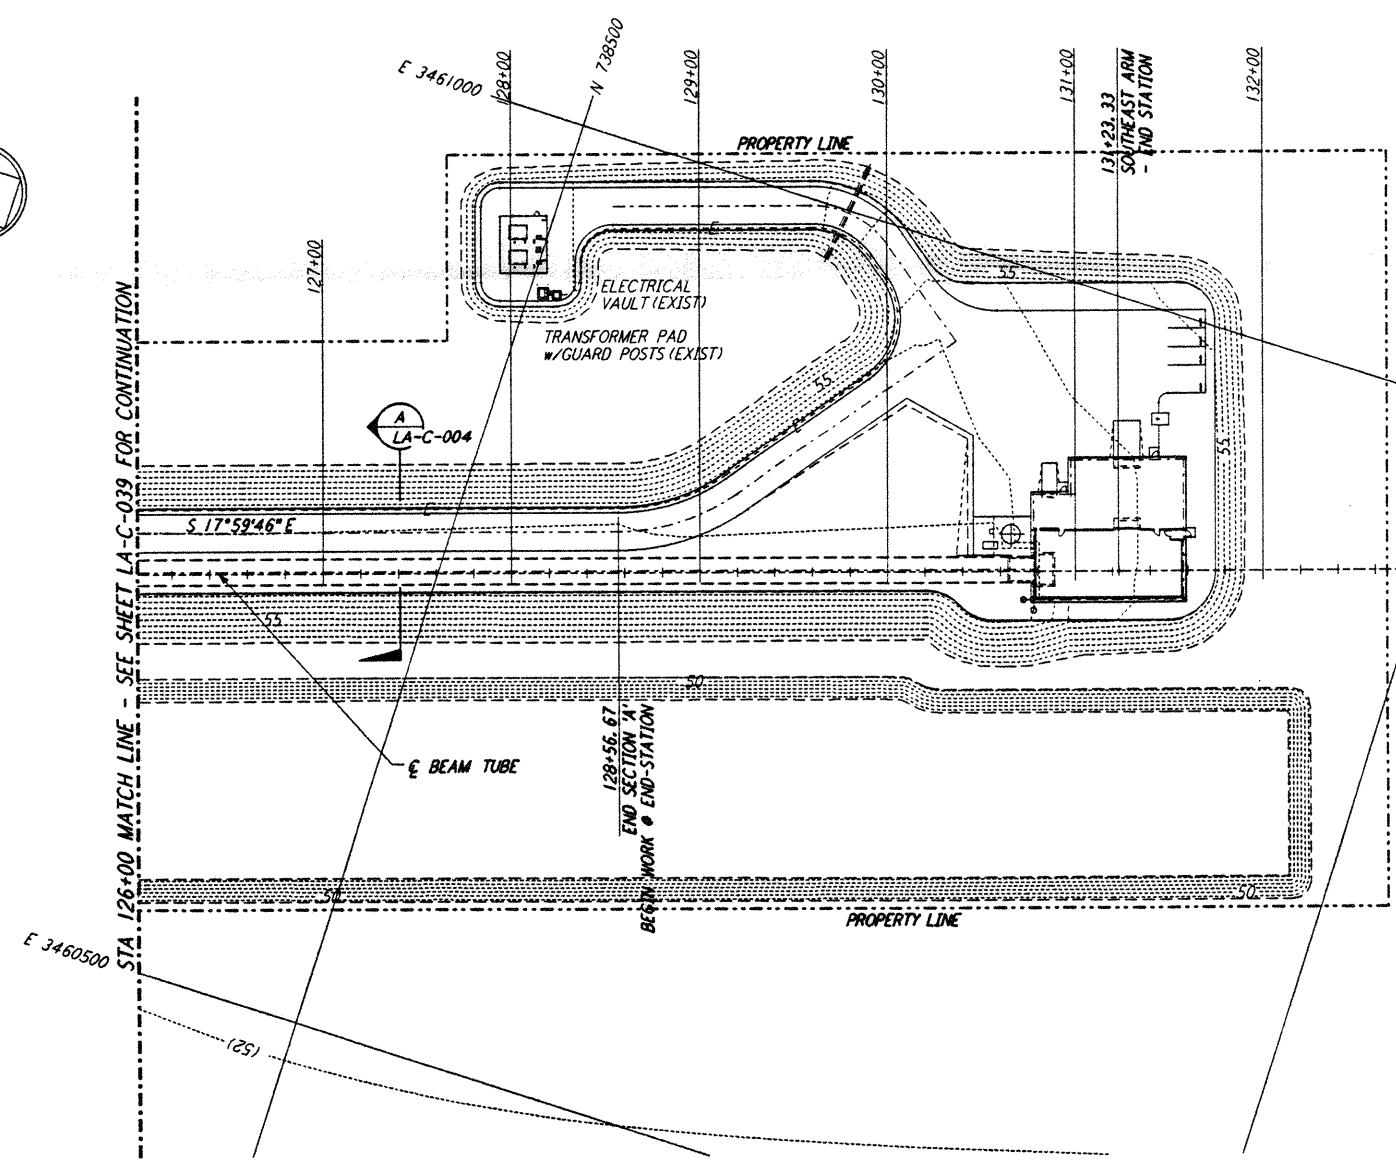 N 738500
E 3461000
128+00
129+00
130+00
131+00
131+23.33
SOUTHEAST ARM
- END STATION
132+00
PROPERTY LINE
127+00
55
ELECTRICAL
VAULT (EXIST)
TRANSFORMER PAD
w/GUARD POSTS (EXIST)
55
A
LA-C-004
E
E
E
55
S 17°59'46" E
STA 126+00 MATCH LINE - SEE SHEET LA-C-039 FOR CONTINUATION
55
50
128+56.67
END SECTION 'A'
BEGIN WORK @ END-STATION
℄ BEAM TUBE
50
50
PROPERTY LINE
E 3460500
(52)